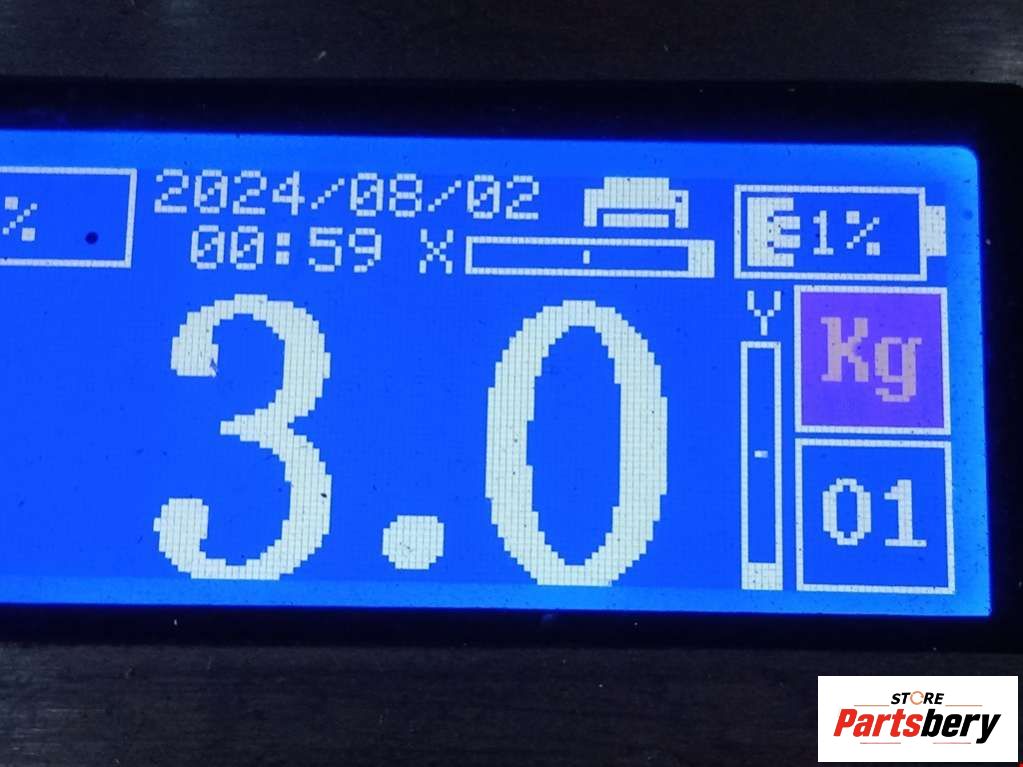 %
2024/08/02
00:59 X
1%
Y
Kg
3.0
01
STORE
Partsbery